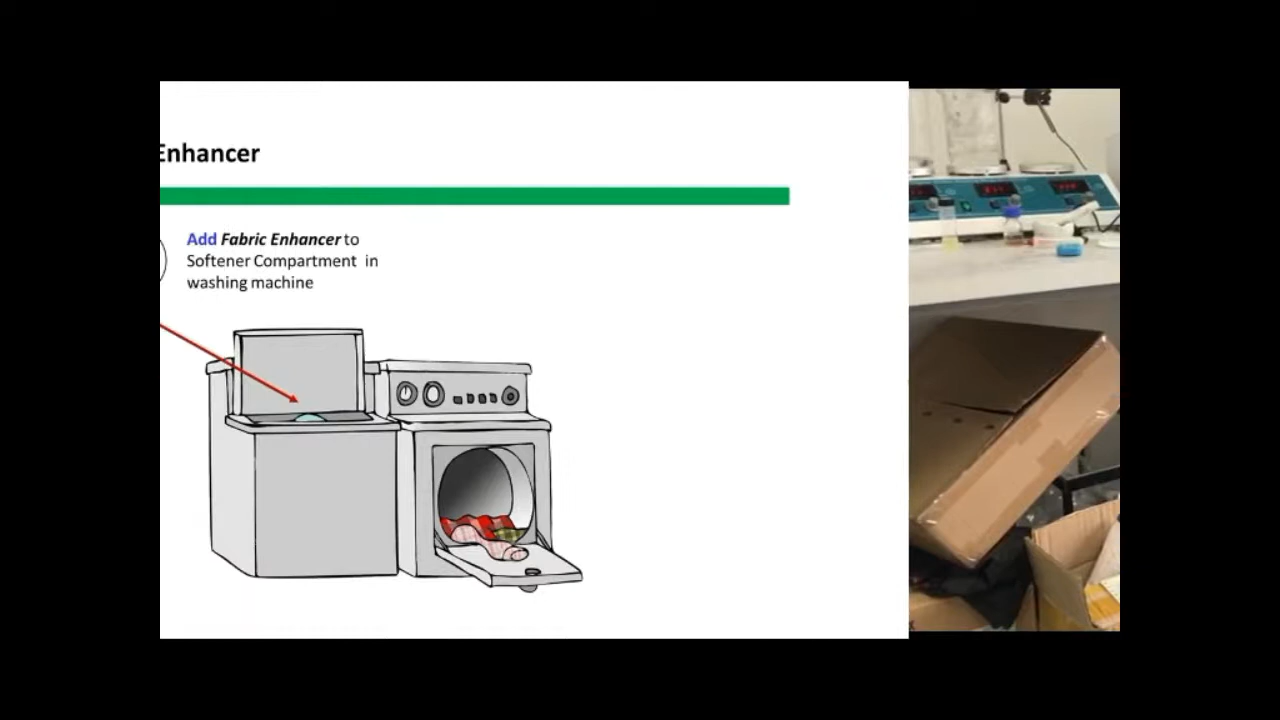 Enhancer
Add Fabric Enhancer to
Softener Compartment in
washing machine